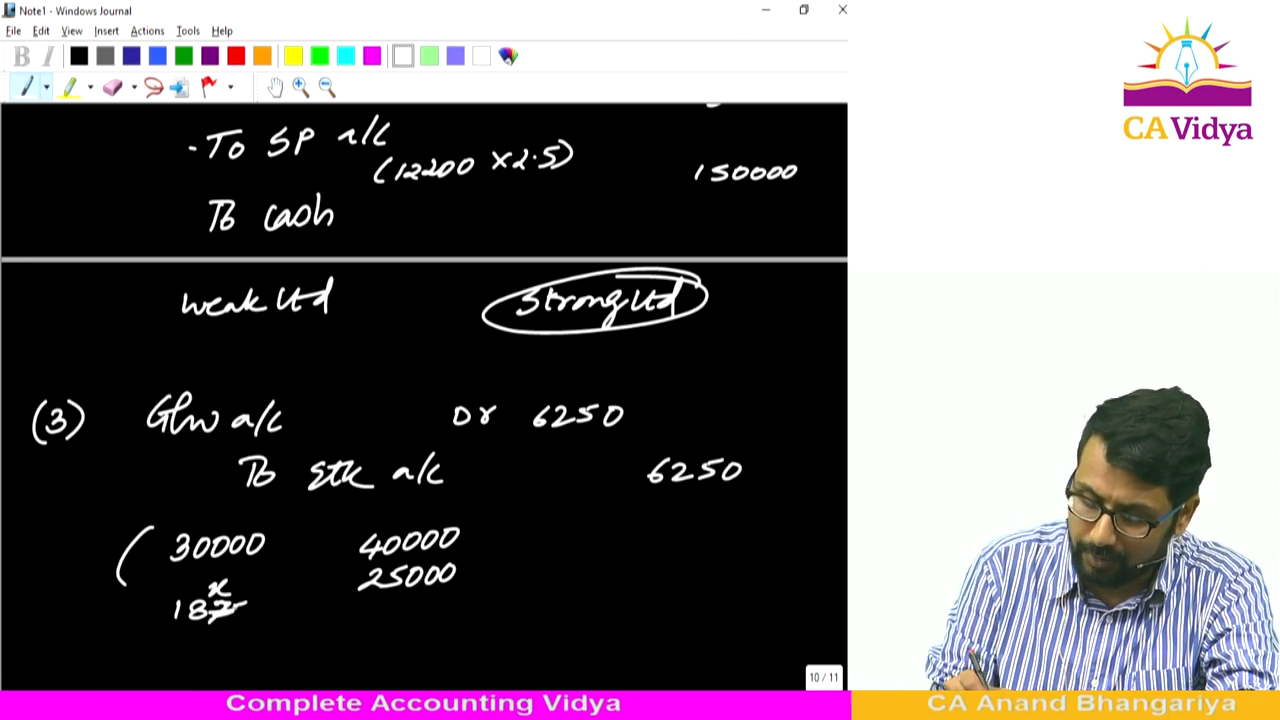 Note1 - Windows Journal
File Edit View Insert Actions Tools Help
B I
- To SP a/c
(12200 x 2.5) 150000
To cash
Weak Ltd Strong Ltd
(3) G/w a/c Dr 6250
To Stk a/c 6250
( 30000 40000
x 25000
182
10 / 11
CA Vidya
Complete Accounting Vidya
CA Anand Bhangariya